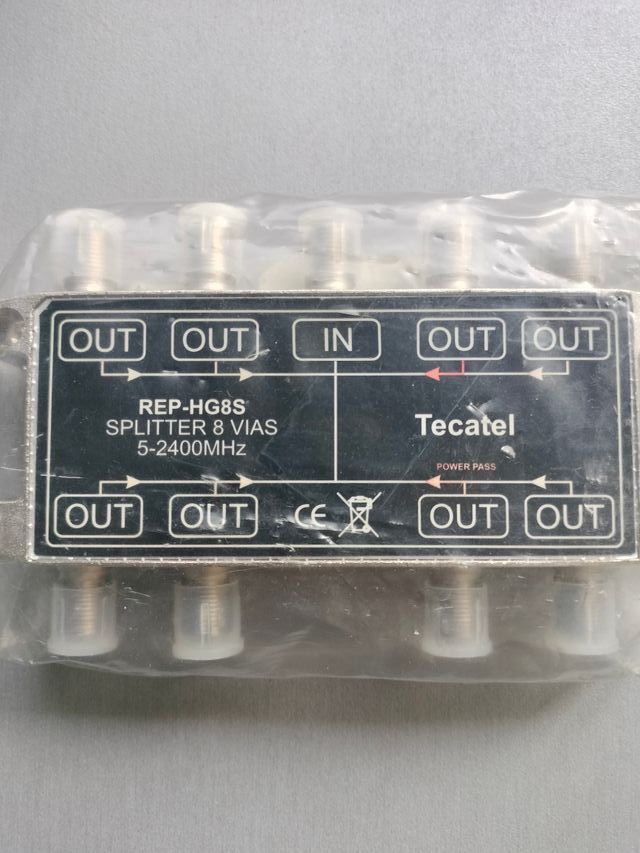 OUT OUT IN OUT OUT
REP-HG8S
SPLITTER 8 VIAS
5-2400MHz
Tecatel
POWER PASS
OUT OUT CE OUT OUT